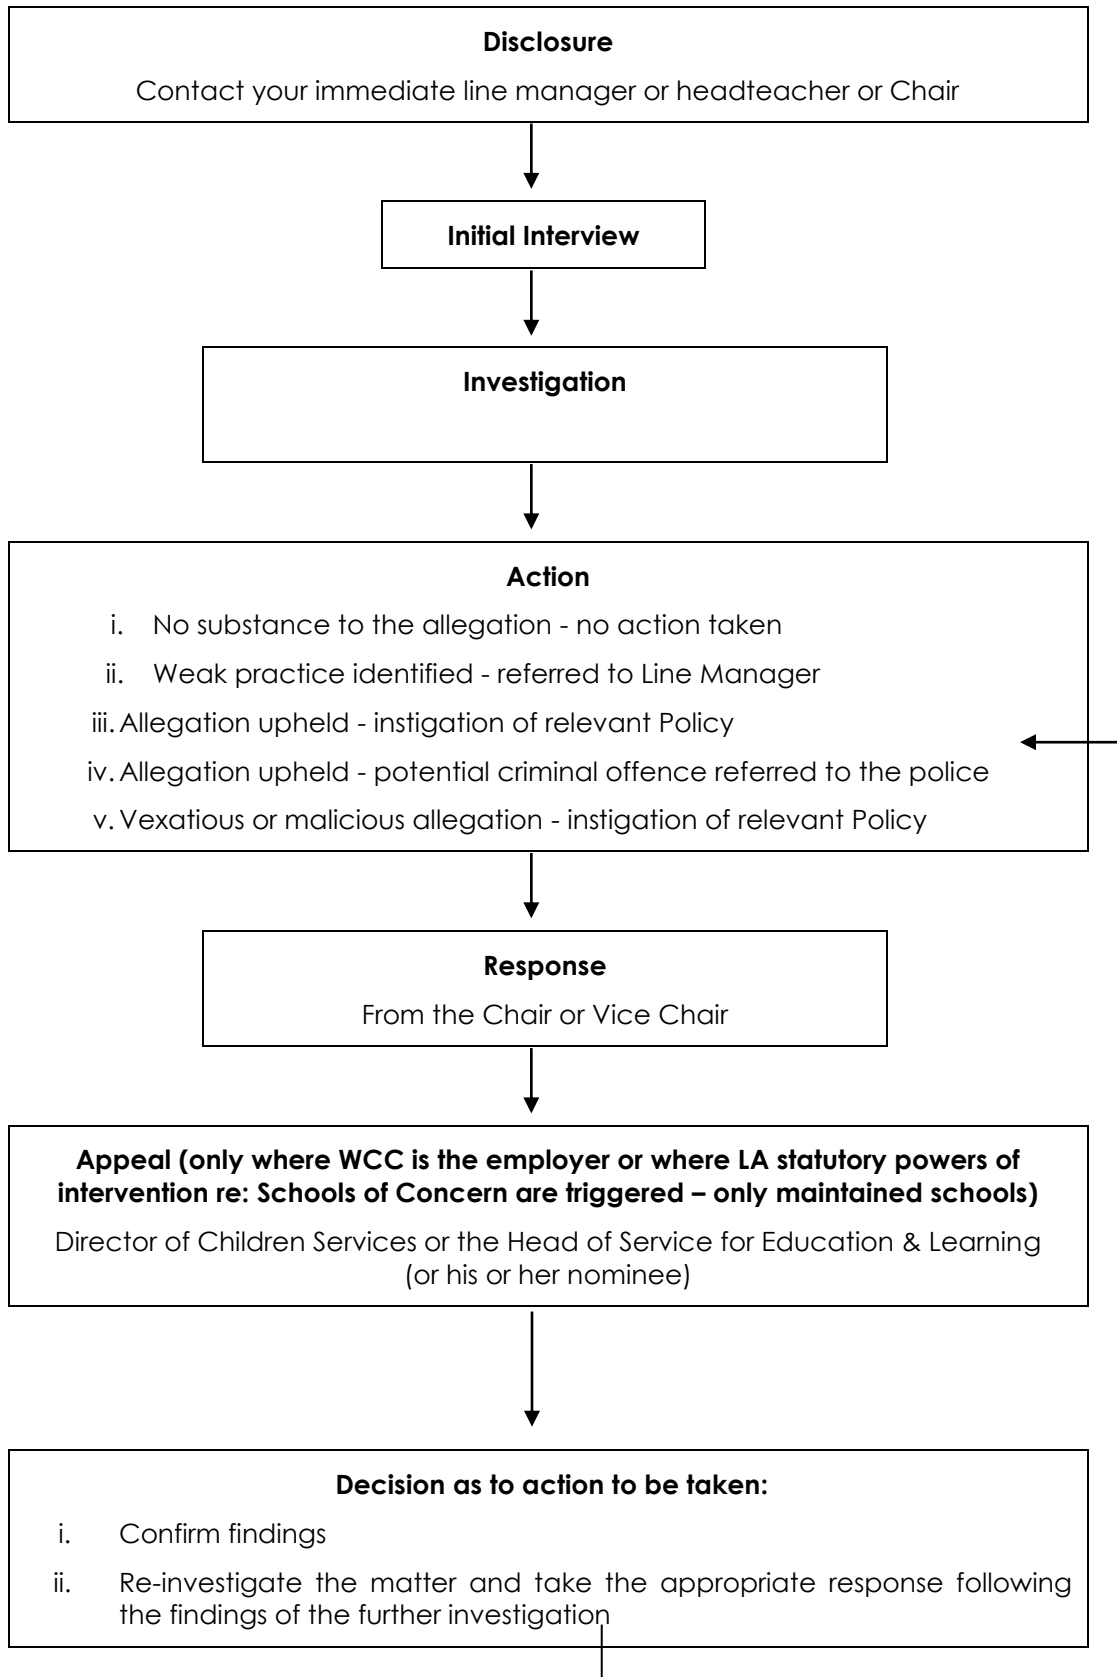 Disclosure
Contact your immediate line manager or headteacher or Chair
Initial Interview
Investigation
Action
i. No substance to the allegation - no action taken
ii. Weak practice identified - referred to Line Manager
iii. Allegation upheld - instigation of relevant Policy
iv. Allegation upheld - potential criminal offence referred to the police
v. Vexatious or malicious allegation - instigation of relevant Policy
Response
From the Chair or Vice Chair
Appeal (only where WCC is the employer or where LA statutory powers of
intervention re: Schools of Concern are triggered – only maintained schools)
Director of Children Services or the Head of Service for Education & Learning
(or his or her nominee)
Decision as to action to be taken:
i. Confirm findings
ii. Re-investigate the matter and take the appropriate response following
the findings of the further investigation